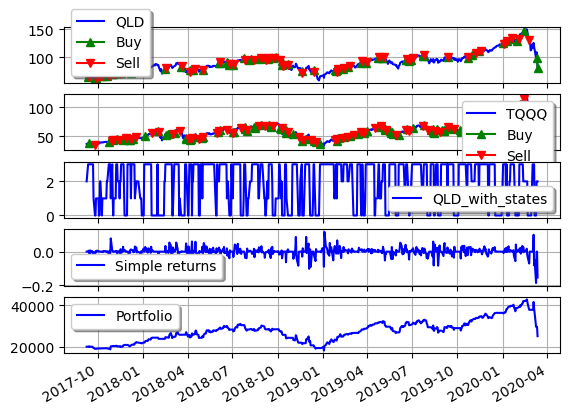 150
100
QLD
Buy
Sell
100
50
TQQQ
Buy
Sell
2
0
QLD_with_states
0.0
−0.2
Simple returns
40000
20000
Portfolio
2017-10
2018-01
2018-04
2018-07
2018-10
2019-01
2019-04
2019-07
2019-10
2020-01
2020-04